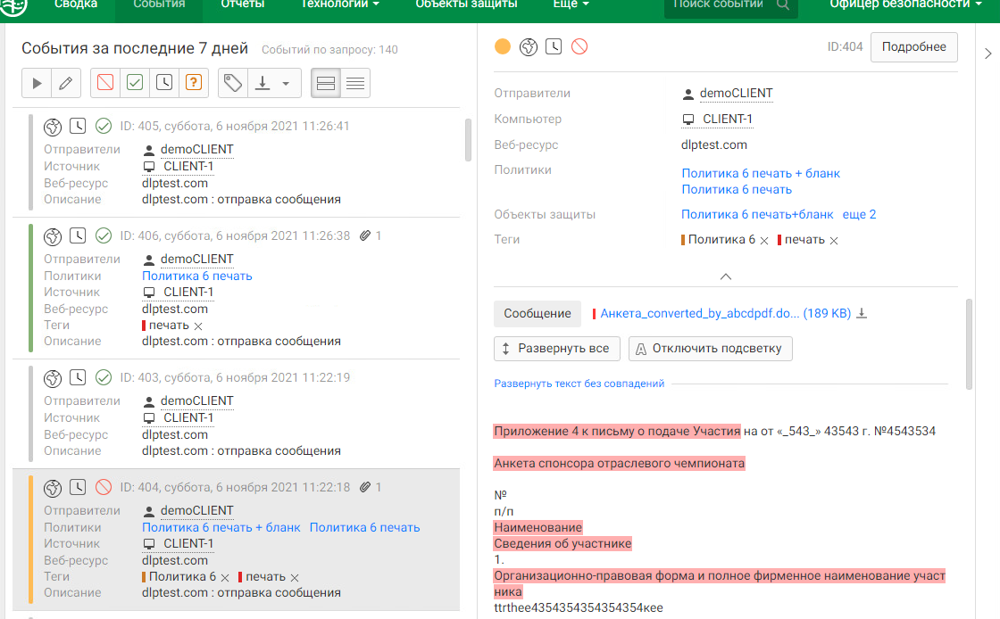 Сводка События Отчеты Технологии Объекты защиты Ещё Поиск событий Офицер безопасности
События за последние 7 дней Событий по запросу: 140
ID: 405, суббота, 6 ноября 2021 11:26:41
Отправители demoCLIENT
Источник CLIENT-1
Веб-ресурс dlptest.com
Описание dlptest.com : отправка сообщения
ID: 406, суббота, 6 ноября 2021 11:26:38 1
Отправители demoCLIENT
Политики Политика 6 печать
Источник CLIENT-1
Веб-ресурс dlptest.com
Теги печать
Описание dlptest.com : отправка сообщения
ID: 403, суббота, 6 ноября 2021 11:22:19
Отправители demoCLIENT
Источник CLIENT-1
Веб-ресурс dlptest.com
Описание dlptest.com : отправка сообщения
ID: 404, суббота, 6 ноября 2021 11:22:18 1
Отправители demoCLIENT
Политики Политика 6 печать + бланк Политика 6 печать
Источник CLIENT-1
Веб-ресурс dlptest.com
Теги Политика 6 печать
Описание dlptest.com : отправка сообщения
ID:404 Подробнее
Отправители demoCLIENT
Компьютер CLIENT-1
Веб-ресурс dlptest.com
Политики Политика 6 печать + бланк
Политика 6 печать
Объекты защиты Политика 6 печать+бланк еще 2
Теги Политика 6 печать
Сообщение Анкета_converted_by_abcdpdf.do... (189 KB)
Развернуть все Отключить подсветку
Развернуть текст без совпадений
Приложение 4 к письму о подаче Участия на от «_543_» 43543 г. №4543534
Анкета спонсора отраслевого чемпионата
№
п/п
Наименование
Сведения об участнике
1.
Организационно-правовая форма и полное фирменное наименование участ
ника
ttrthee4354354354354354кее